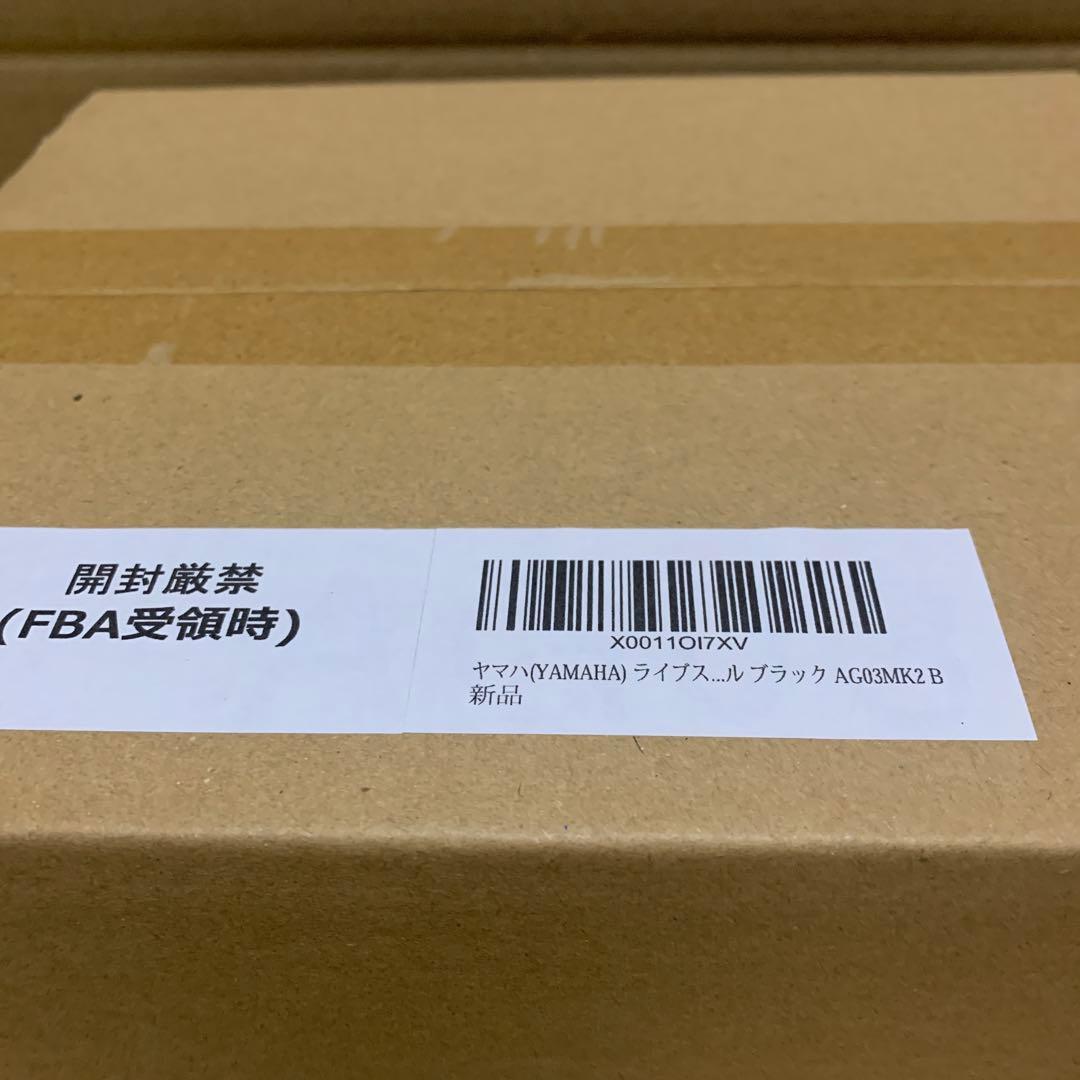 開封厳禁
(FBA受領時)
X0011OI7XV
ヤマハ(YAMAHA) ライブス...ル ブラック AG03MK2 B
新品